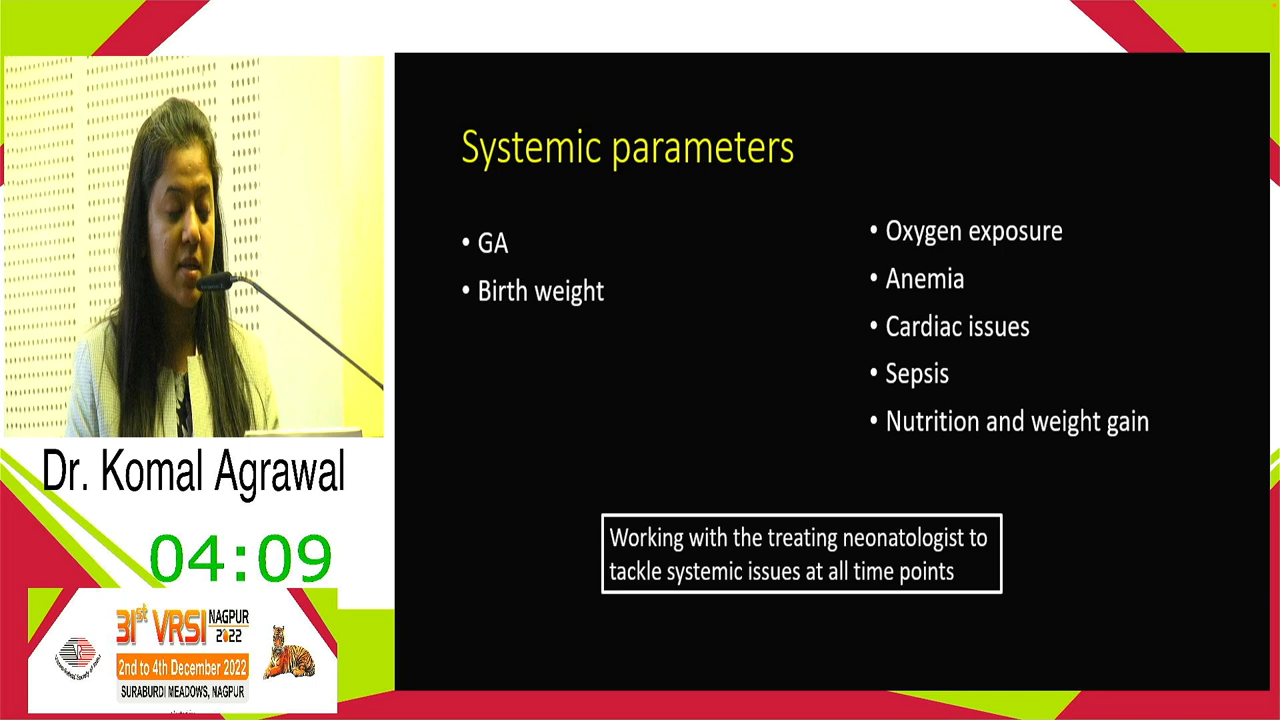 Systemic parameters
• GA
• Birth weight
• Oxygen exposure
• Anemia
• Cardiac issues
• Sepsis
• Nutrition and weight gain
Working with the treating neonatologist to
tackle systemic issues at all time points
Dr. Komal Agrawal
04:09
31st VRSI NAGPUR 2022
2nd to 4th December 2022
SURABURDI MEADOWS, NAGPUR